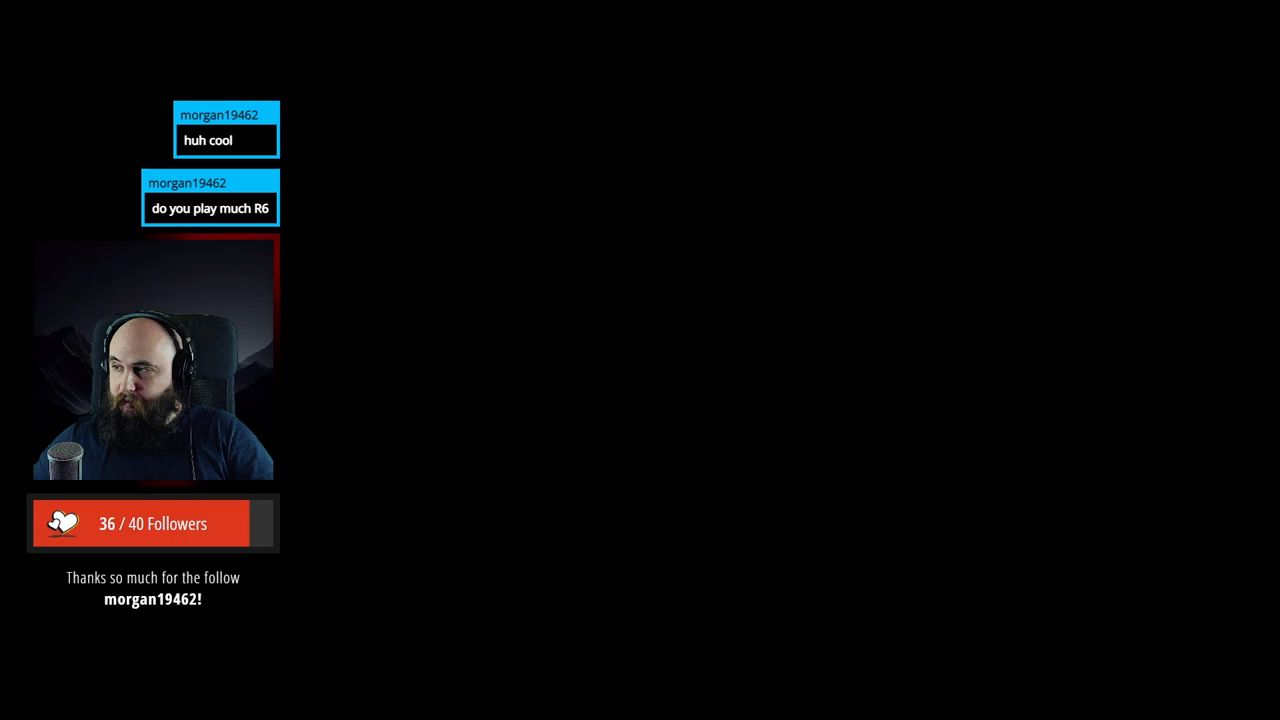 morgan19462
huh cool
morgan19462
do you play much R6
36 / 40 Followers
Thanks so much for the follow
morgan19462!